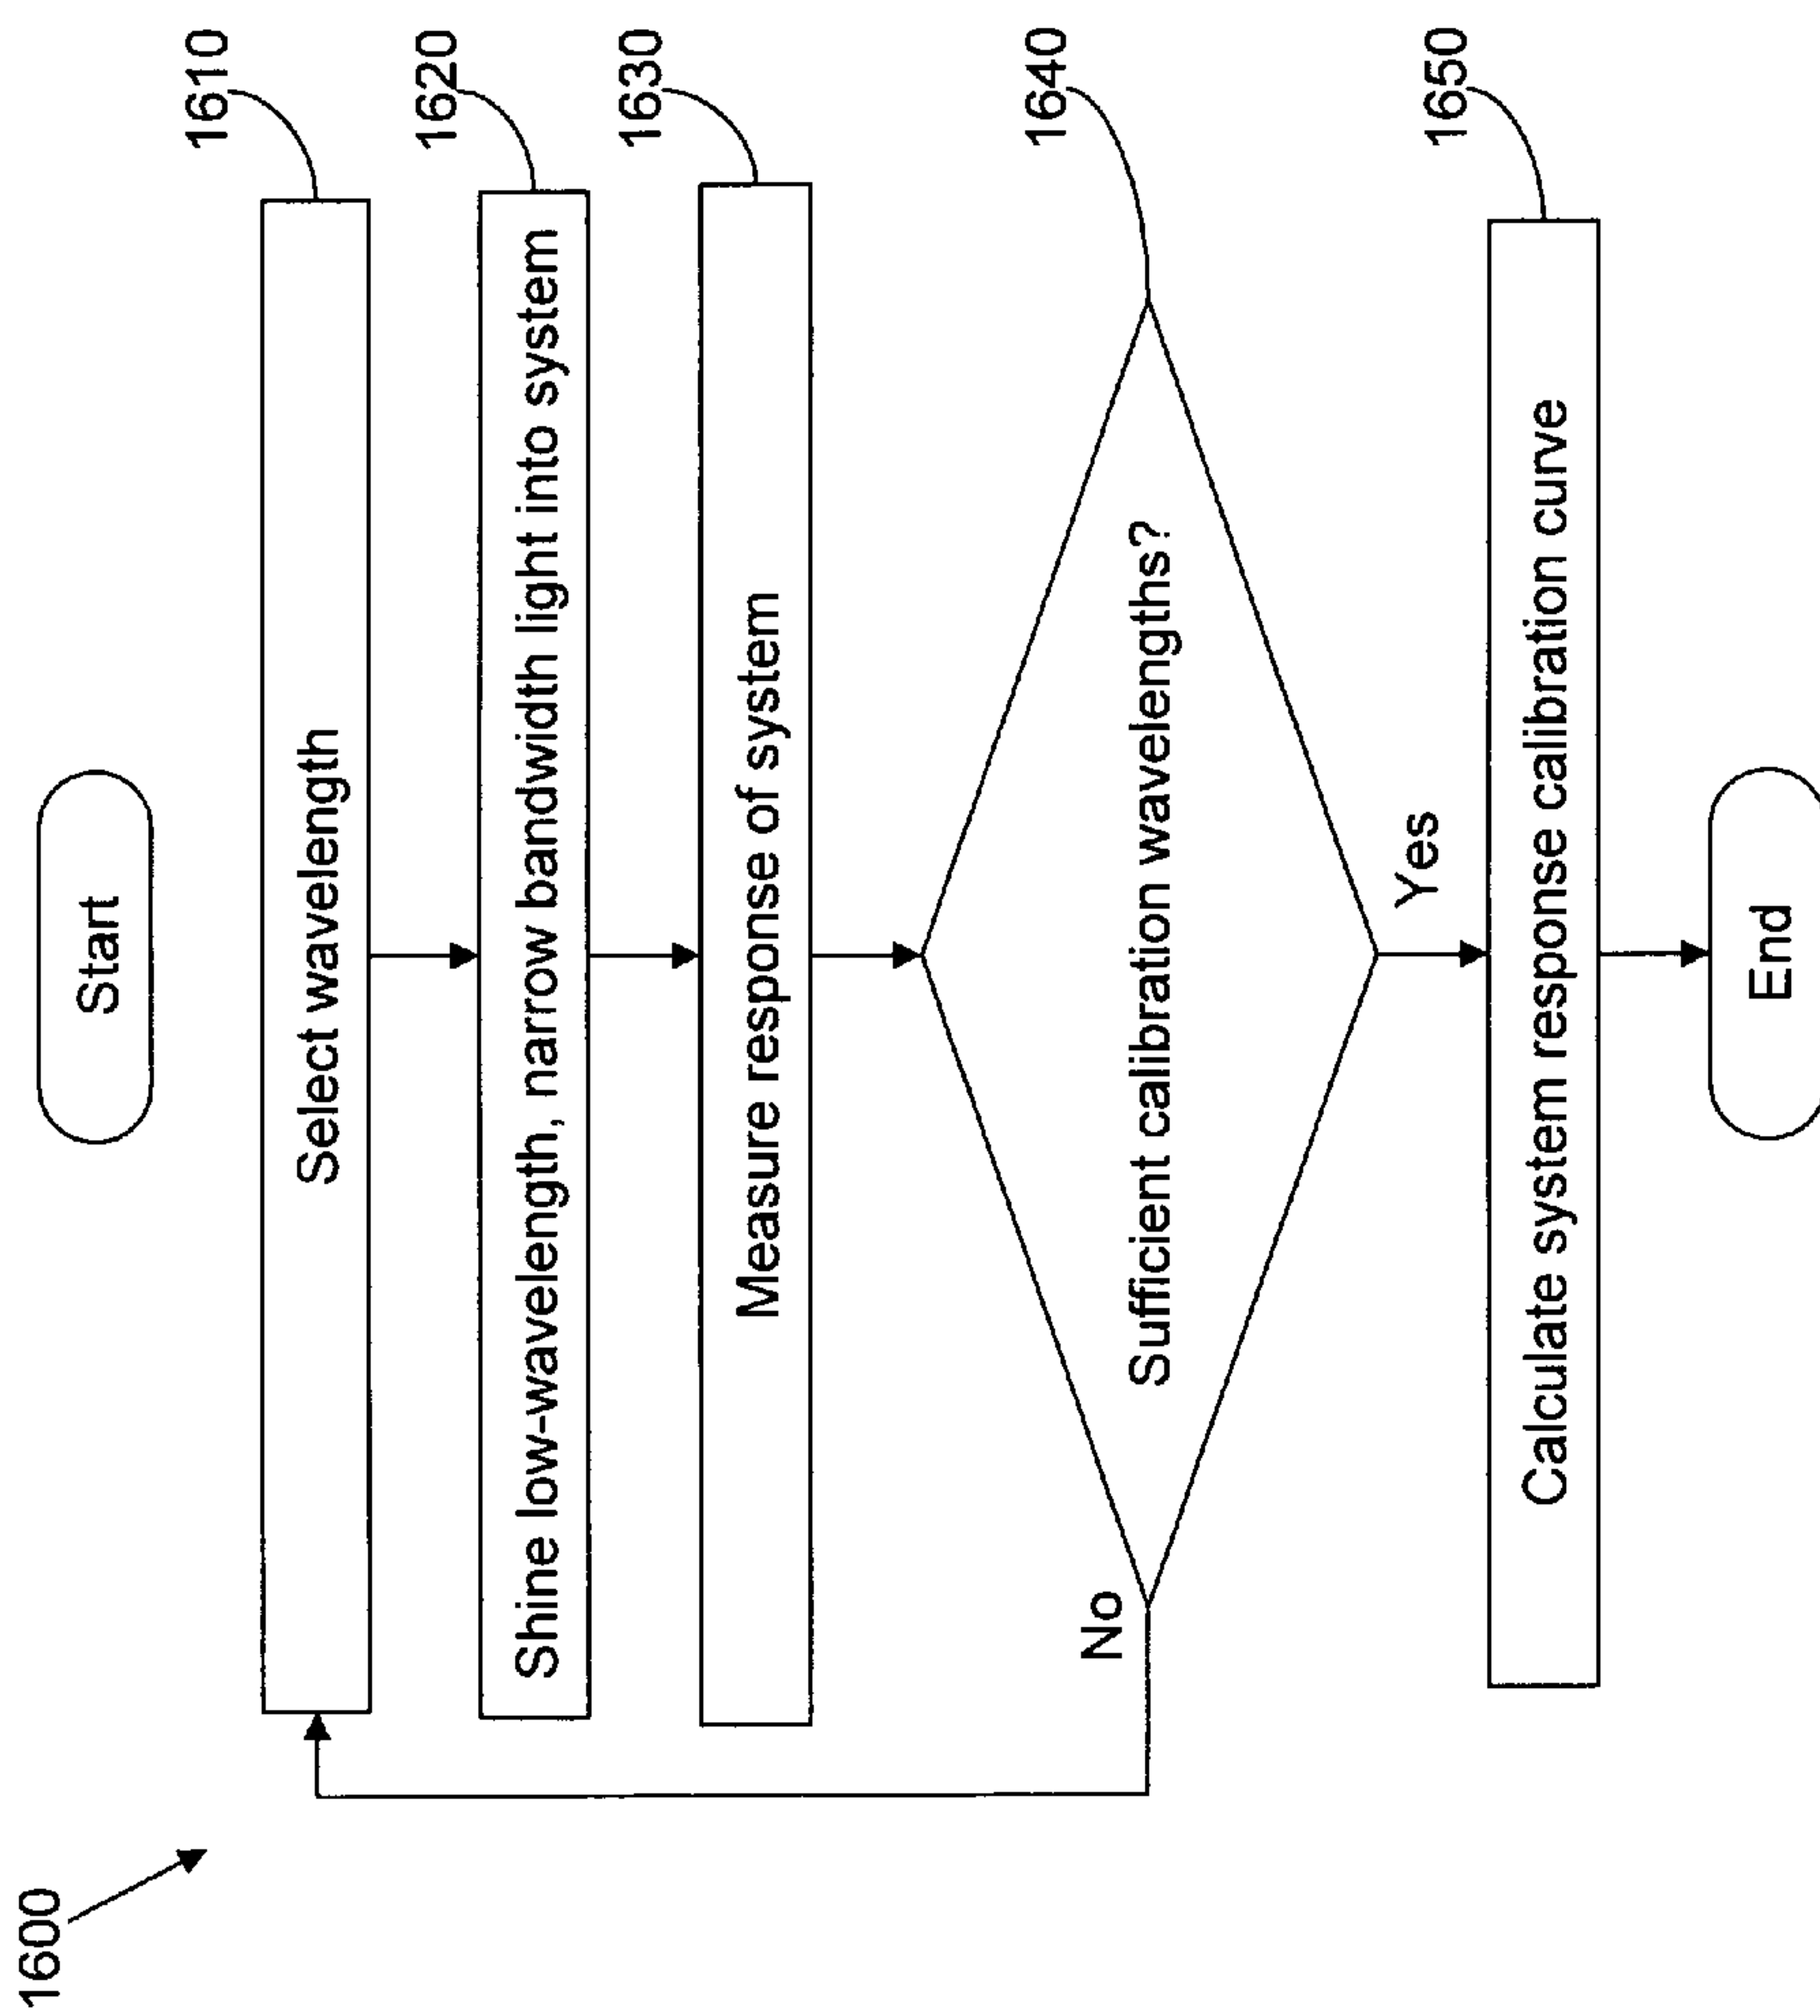 1600
Start
Select wavelength
1610
Shine low-wavelength, narrow bandwidth light into system
1620
Measure response of system
1630
Sufficient calibration wavelengths?
1640
No
Yes
Calculate system response calibration curve
1650
End